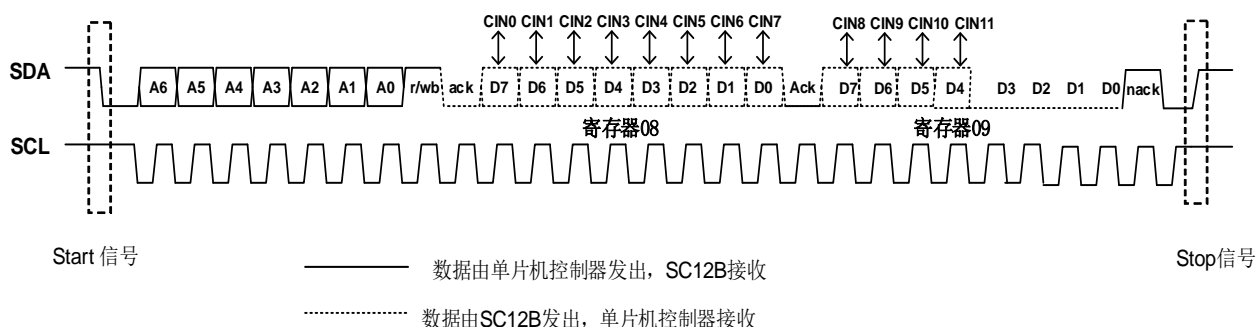 CIN0 CIN1 CIN2 CIN3 CIN4 CIN5 CIN6 CIN7 CIN8 CIN9 CIN10 CIN11
SDA A6 A5 A4 A3 A2 A1 A0 r/wb ack D7 D6 D5 D4 D3 D2 D1 D0 Ack D7 D6 D5 D4 D3 D2 D1 D0 nack
寄存器08 寄存器09
SCL
Start 信号 Stop信号
数据由单片机控制器发出，SC12B接收
数据由SC12B发出，单片机控制器接收